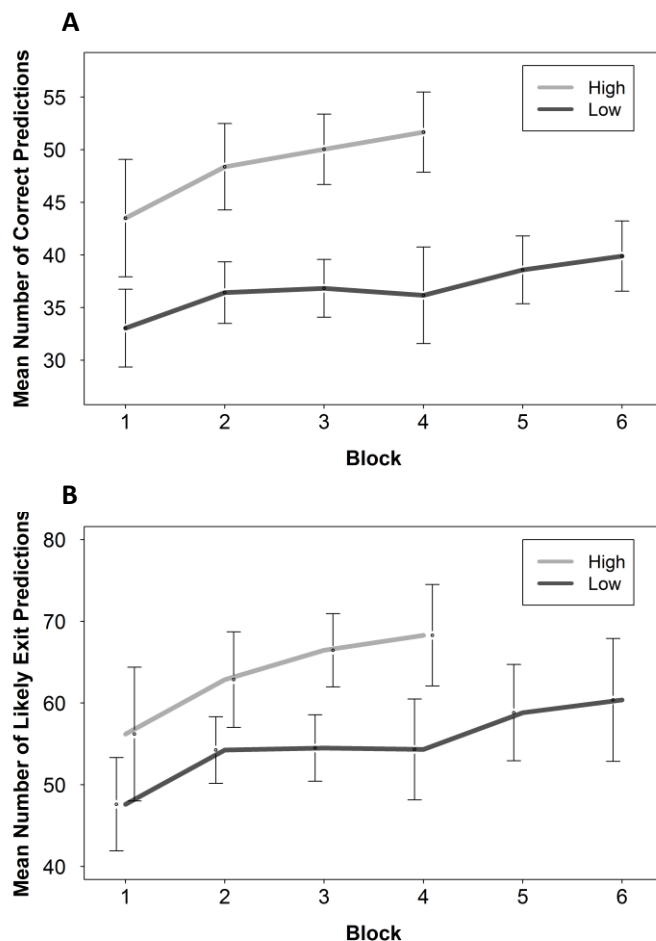 A
Mean Number of Correct Predictions
55
50
45
40
35
30
High
Low
1 2 3 4 5 6
Block
B
Mean Number of Likely Exit Predictions
80
70
60
50
40
High
Low
1 2 3 4 5 6
Block